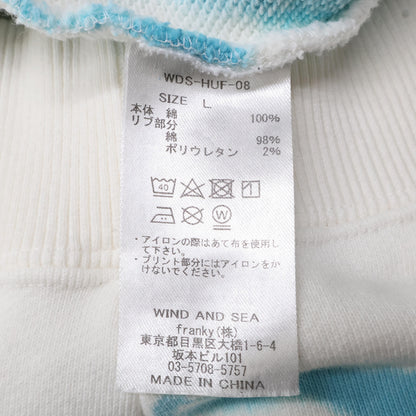 WDS-HUF-08
SIZE L
本体 綿 100%
リブ部分
綿 98%
ポリウレタン 2%
40
W
・アイロンの際はあて布を使用し
て下さい。
・プリント部分にはアイロンをか
けないでください。
WIND AND SEA
franky(株)
東京都目黒区大橋1-6-4
坂本ビル101
03-5708-5757
MADE IN CHINA